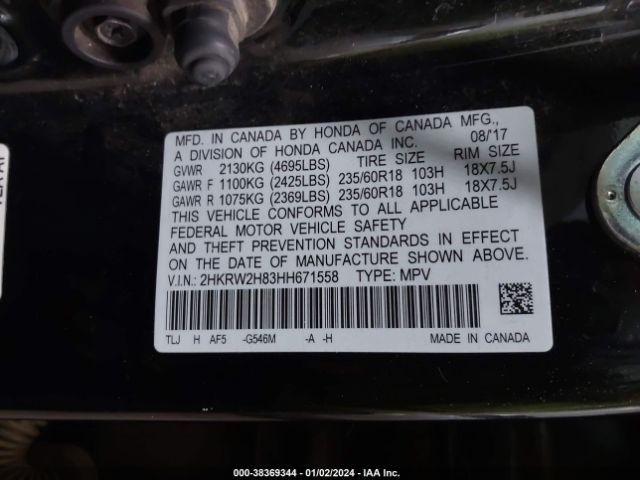 MFD. IN CANADA BY HONDA OF CANADA MFG.,
A DIVISION OF HONDA CANADA INC. 08/'17
GVWR 2130KG (4695LBS) TIRE SIZE RIM SIZE
GAWR F 1100KG (2425LBS) 235/60R18 103H 18X7.5J
GAWR R 1075KG (2369LBS) 235/60R18 103H 18X7.5J
THIS VEHICLE CONFORMS TO ALL APPLICABLE
FEDERAL MOTOR VEHICLE SAFETY
AND THEFT PREVENTION STANDARDS IN EFFECT
ON THE DATE OF MANUFACTURE SHOWN ABOVE.
V.I.N.: 2HKRW2H83HH671558 TYPE: MPV
TLJ H AF5 -G546M -A -H MADE IN CANADA
000-38369344 - 01/02/2024 - IAA Inc.